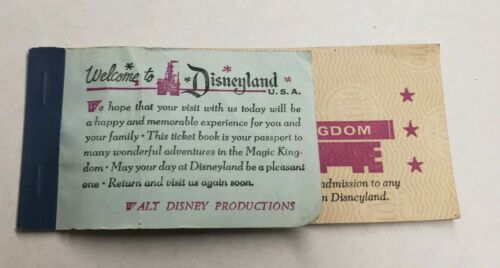 Welcome to Disneyland
U.S.A.
We hope that your visit with us today will be
a happy and memorable experience for you and
your family · This ticket book is your passport to
many wonderful adventures in the Magic King-
dom · May your day at Disneyland be a pleasant
one · Return and visit us again soon.
WALT DISNEY PRODUCTIONS
NGDOM
admission to any
n Disneyland.